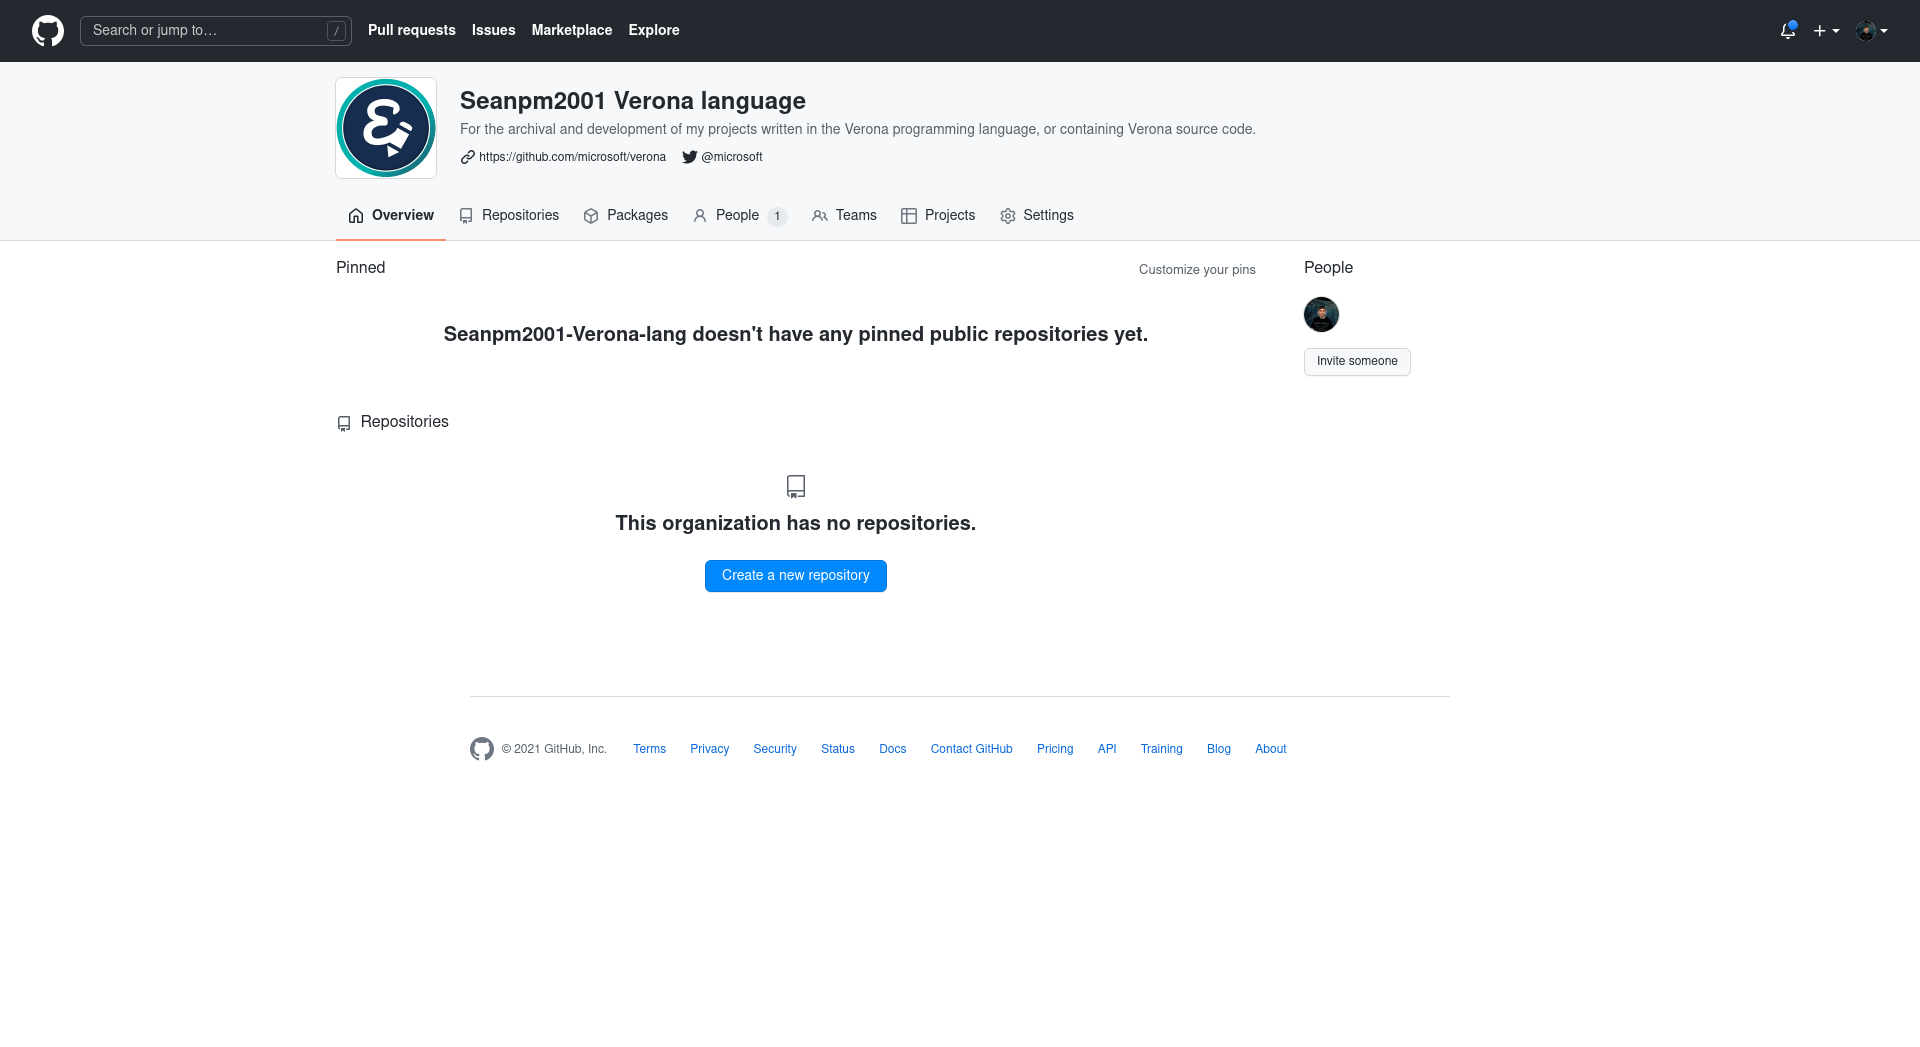 Search or jump to… / Pull requests Issues Marketplace Explore
Seanpm2001 Verona language
For the archival and development of my projects written in the Verona programming language, or containing Verona source code.
https://github.com/microsoft/verona @microsoft
Overview Repositories Packages People 1 Teams Projects Settings
Pinned Customize your pins People
Seanpm2001-Verona-lang doesn't have any pinned public repositories yet.
Invite someone
Repositories
This organization has no repositories.
Create a new repository
© 2021 GitHub, Inc. Terms Privacy Security Status Docs Contact GitHub Pricing API Training Blog About